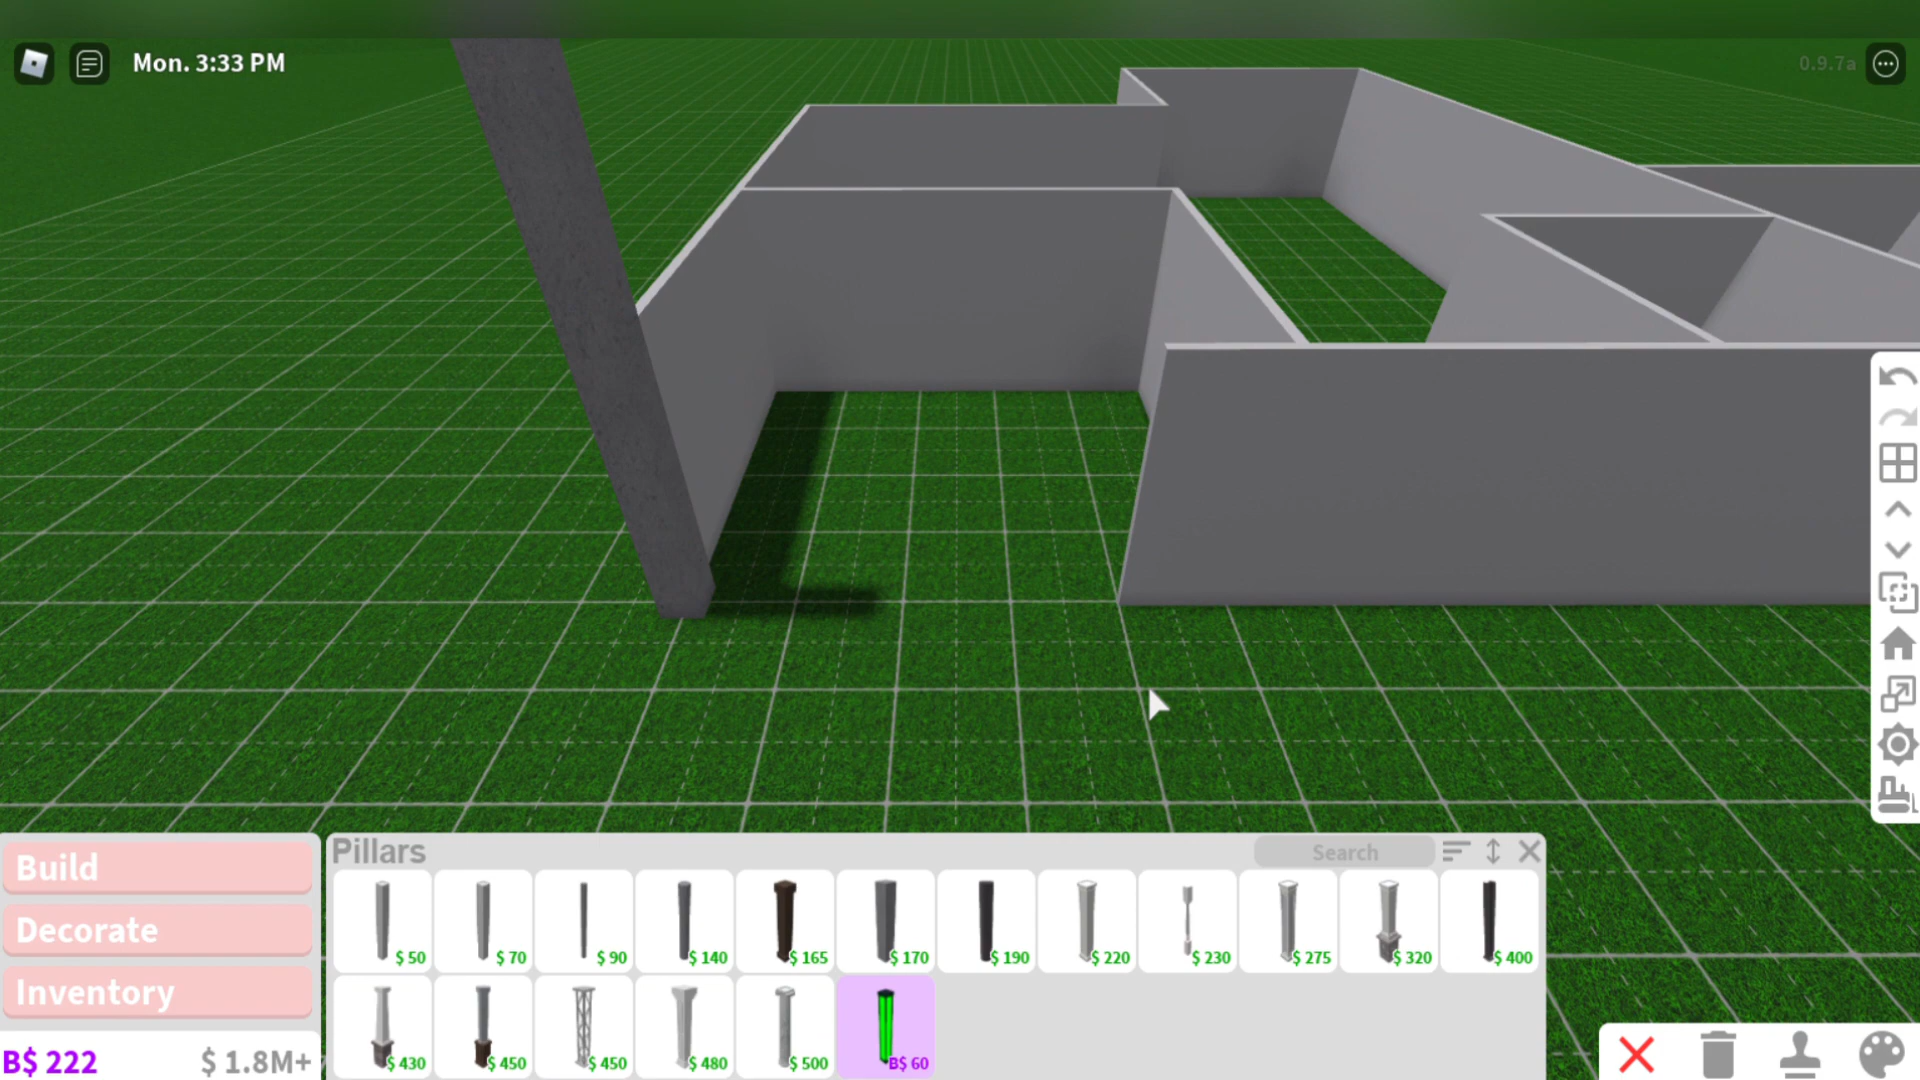 Mon. 3:33 PM
0.9.7a
Build
Decorate
Inventory
B$ 222
$ 1.8M+
Pillars
Search
$ 50
$ 70
$ 90
$ 140
$ 165
$ 170
$ 190
$ 220
$ 230
$ 275
$ 320
$ 400
$ 430
$ 450
$ 450
$ 480
$ 500
B$ 60